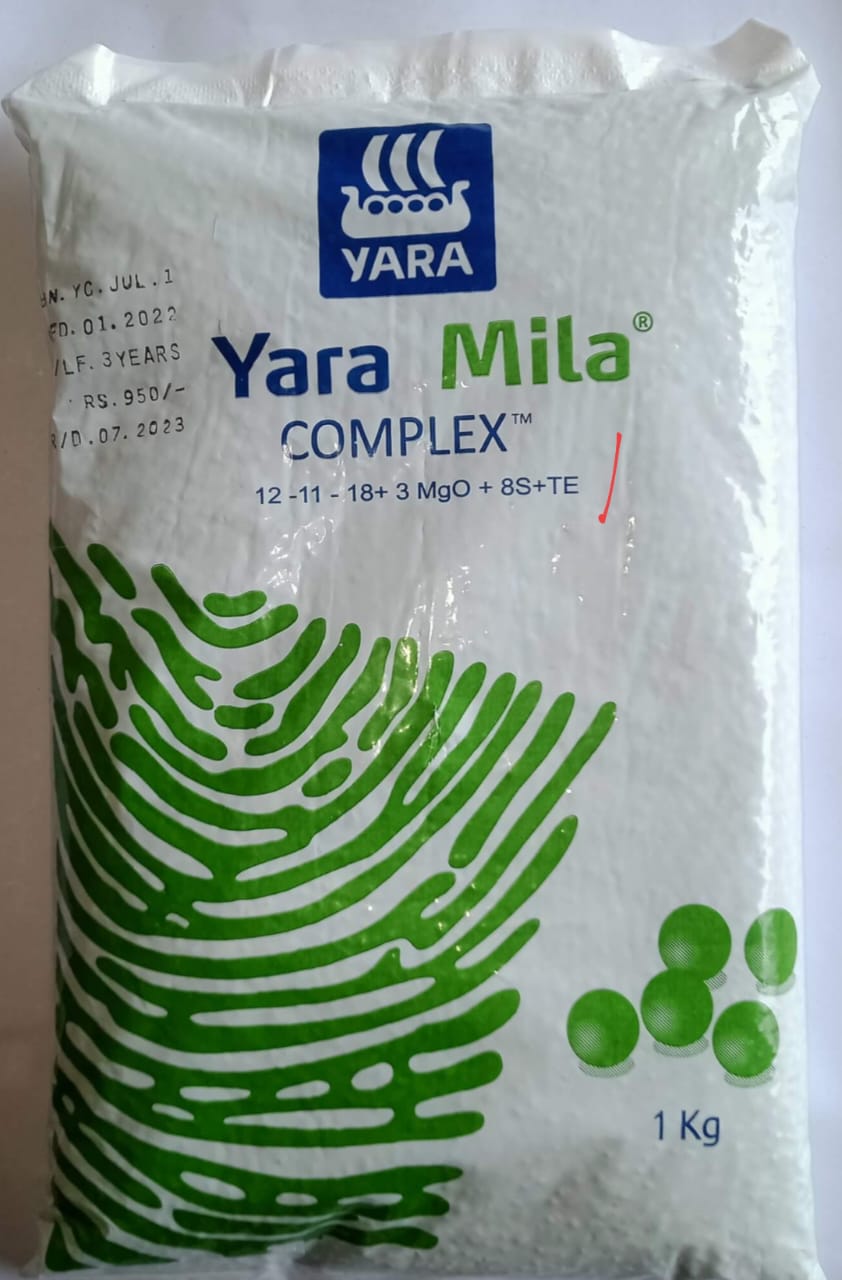 YARA
Yara Mila®
COMPLEX™
12 -11 - 18+ 3 MgO + 8S+TE
N. YC. JUL. 1
D. 01. 2022
/LF. 3 YEARS
RS. 950/-
/D. 07. 2023
1 Kg